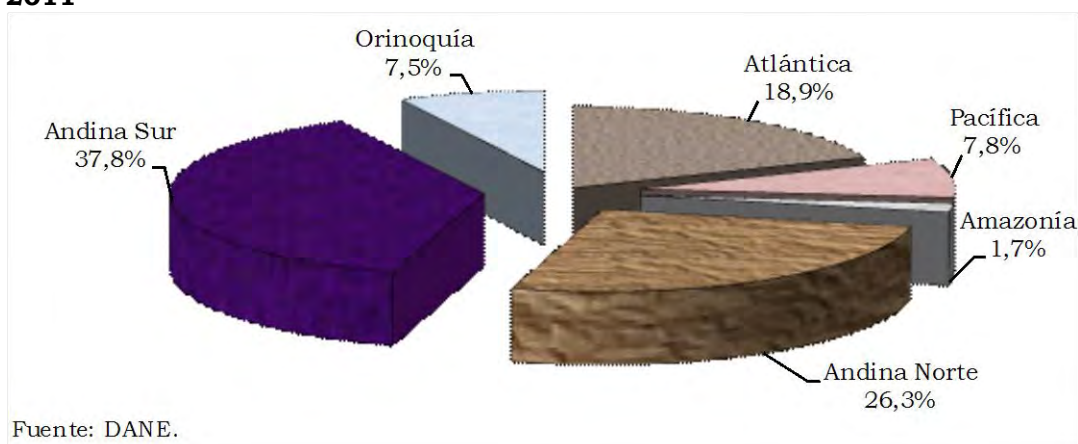 2011
Orinoquía
7,5%
Atlántica
18,9%
Pacífica
7,8%
Andina Sur
37,8%
Amazonía
1,7%
Andina Norte
26,3%
Fuente: DANE.